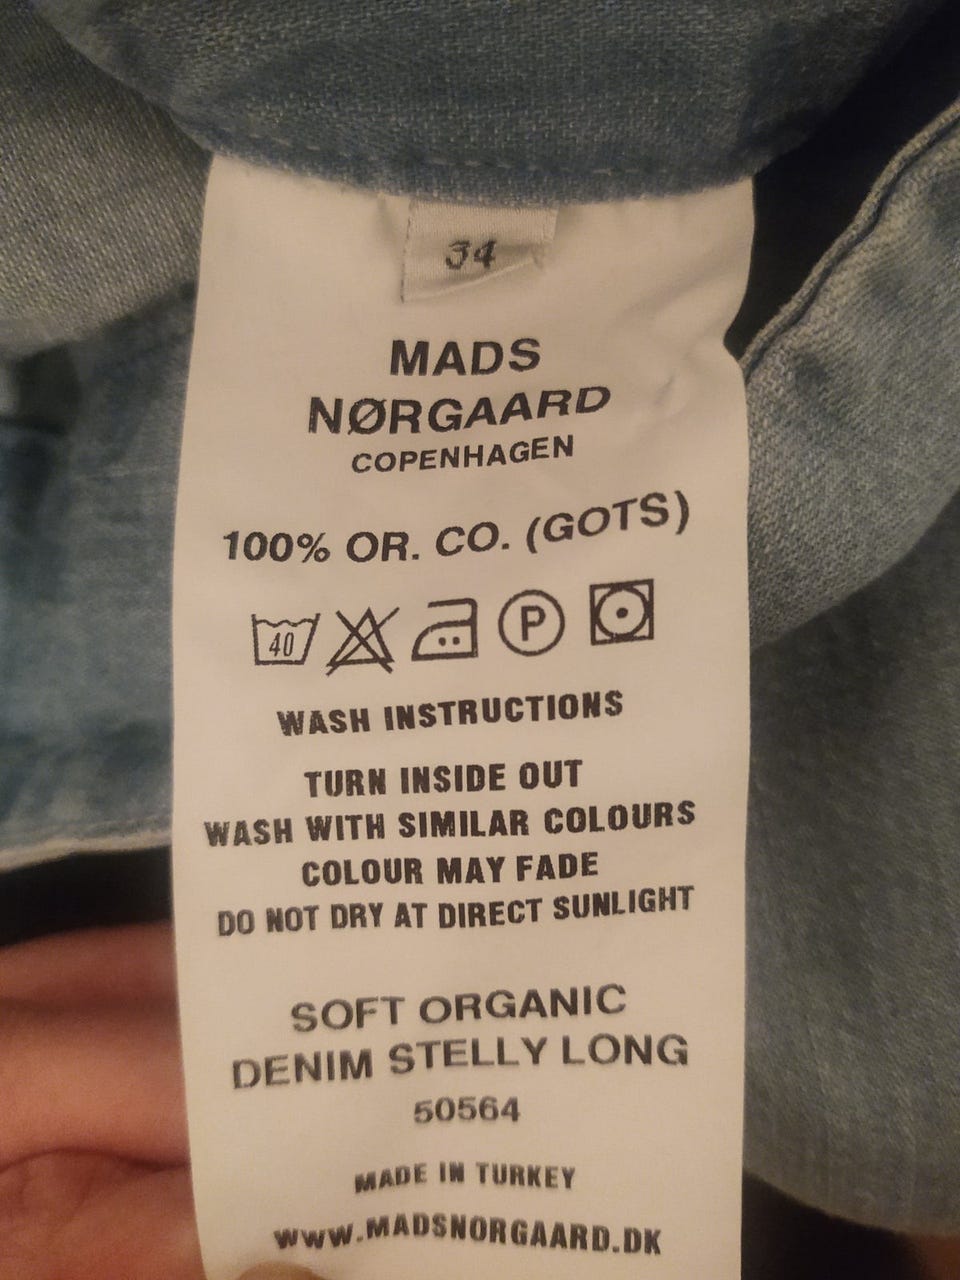 34
MADS
NØRGAARD
COPENHAGEN
100% OR. CO. (GOTS)
40 P
WASH INSTRUCTIONS
TURN INSIDE OUT
WASH WITH SIMILAR COLOURS
COLOUR MAY FADE
DO NOT DRY AT DIRECT SUNLIGHT
SOFT ORGANIC
DENIM STELLY LONG
50564
MADE IN TURKEY
www.MADSNORGAARD.DK